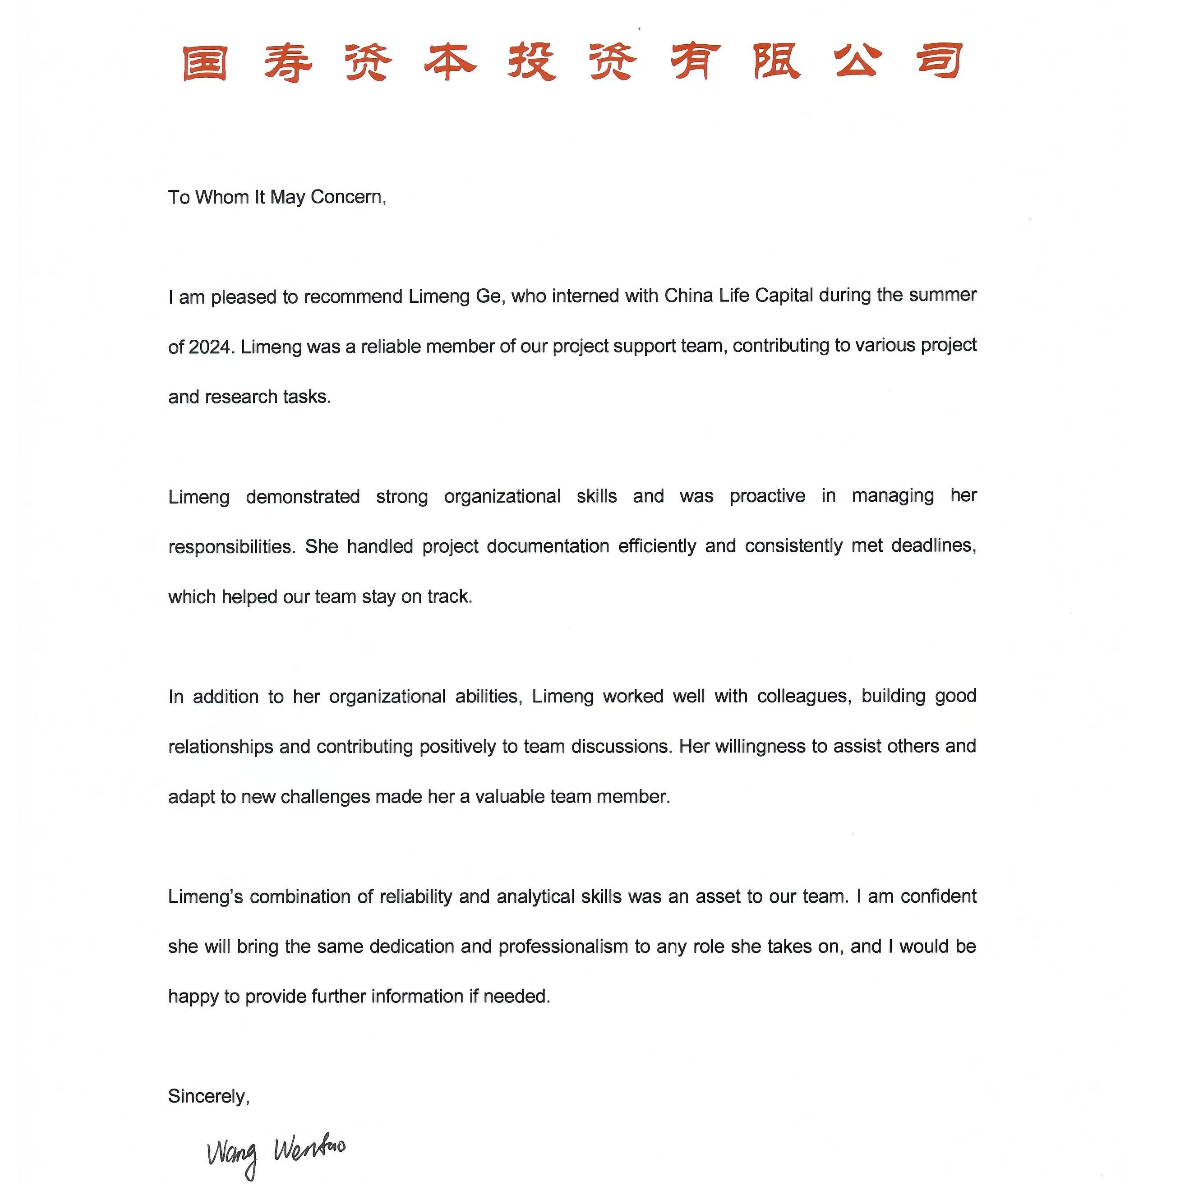 国寿资本投资有限公司
To Whom It May Concern,
I am pleased to recommend Limeng Ge, who interned with China Life Capital during the summer
of 2024. Limeng was a reliable member of our project support team, contributing to various project
and research tasks.
Limeng demonstrated strong organizational skills and was proactive in managing her
responsibilities. She handled project documentation efficiently and consistently met deadlines,
which helped our team stay on track.
In addition to her organizational abilities, Limeng worked well with colleagues, building good
relationships and contributing positively to team discussions. Her willingness to assist others and
adapt to new challenges made her a valuable team member.
Limeng’s combination of reliability and analytical skills was an asset to our team. I am confident
she will bring the same dedication and professionalism to any role she takes on, and I would be
happy to provide further information if needed.
Sincerely,
Wang Wentao